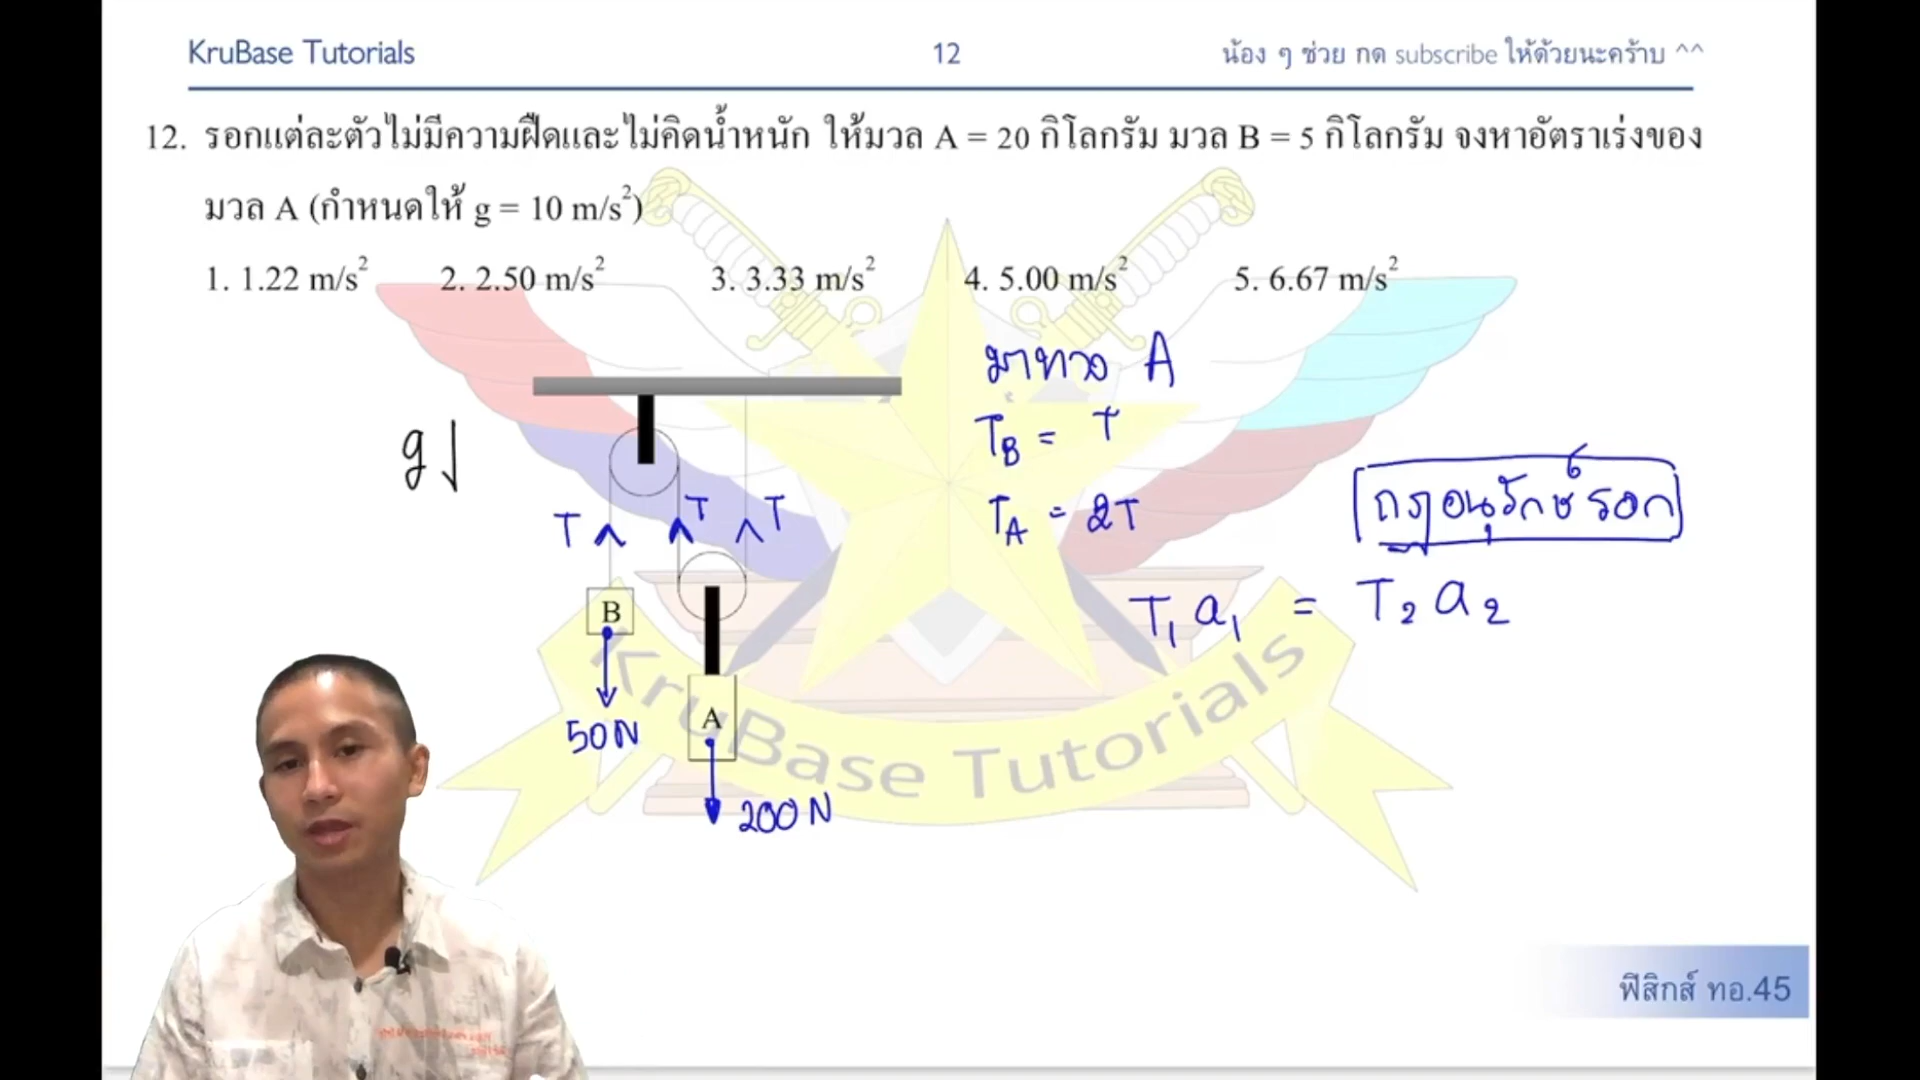 KruBase Tutorials 12 น้อง ๆ ช่วย กด subscribe ให้ด้วยนะคร้าบ ^^
12. รอกแต่ละตัวไม่มีความฝืดและไม่คิดน้ำหนัก ให้มวล A = 20 กิโลกรัม มวล B = 5 กิโลกรัม จงหาอัตราเร่งของ
มวล A (กำหนดให้ g = 10 m/s²)
1. 1.22 m/s² 2. 2.50 m/s² 3. 3.33 m/s² 4. 5.00 m/s² 5. 6.67 m/s²
มาทาง A
g
T_B = T
T T T
T_A = 2T
กฎอนุรักษ์รอก
B
T₁ a₁ = T₂ a₂
50 N
A
200 N
KruBase Tutorials
ฟิสิกส์ ทอ.45